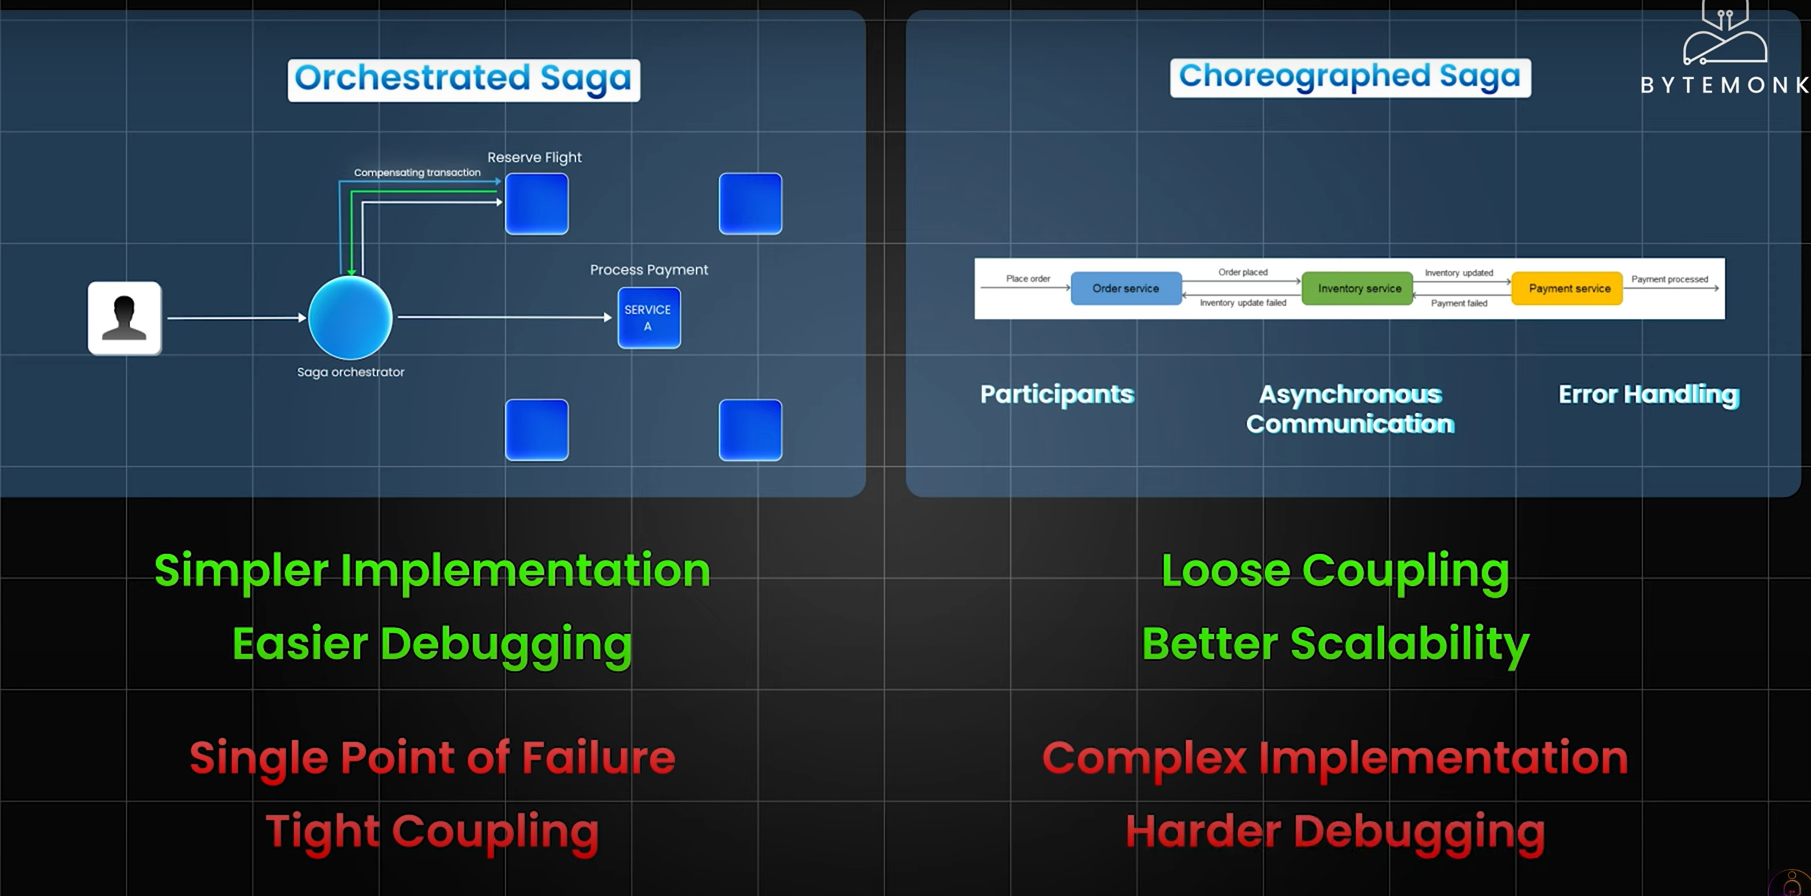 Orchestrated Saga
Reserve Flight
Compensating transaction
Process Payment
SERVICE
A
Saga orchestrator
Choreographed Saga
BYTEMONK
Place order
Order service
Order placed
Inventory update failed
Inventory service
Inventory updated
Payment failed
Payment service
Payment processed
Participants
Asynchronous
Communication
Error Handling
Simpler Implementation
Easier Debugging
Single Point of Failure
Tight Coupling
Loose Coupling
Better Scalability
Complex Implementation
Harder Debugging